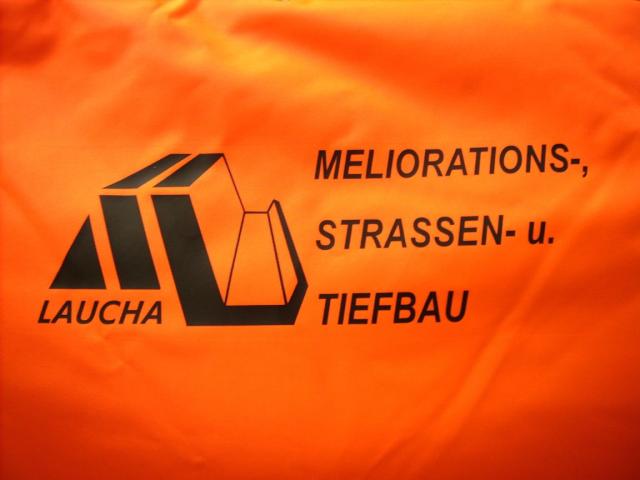 MELIORATIONS-,
STRASSEN- u.
TIEFBAU
LAUCHA